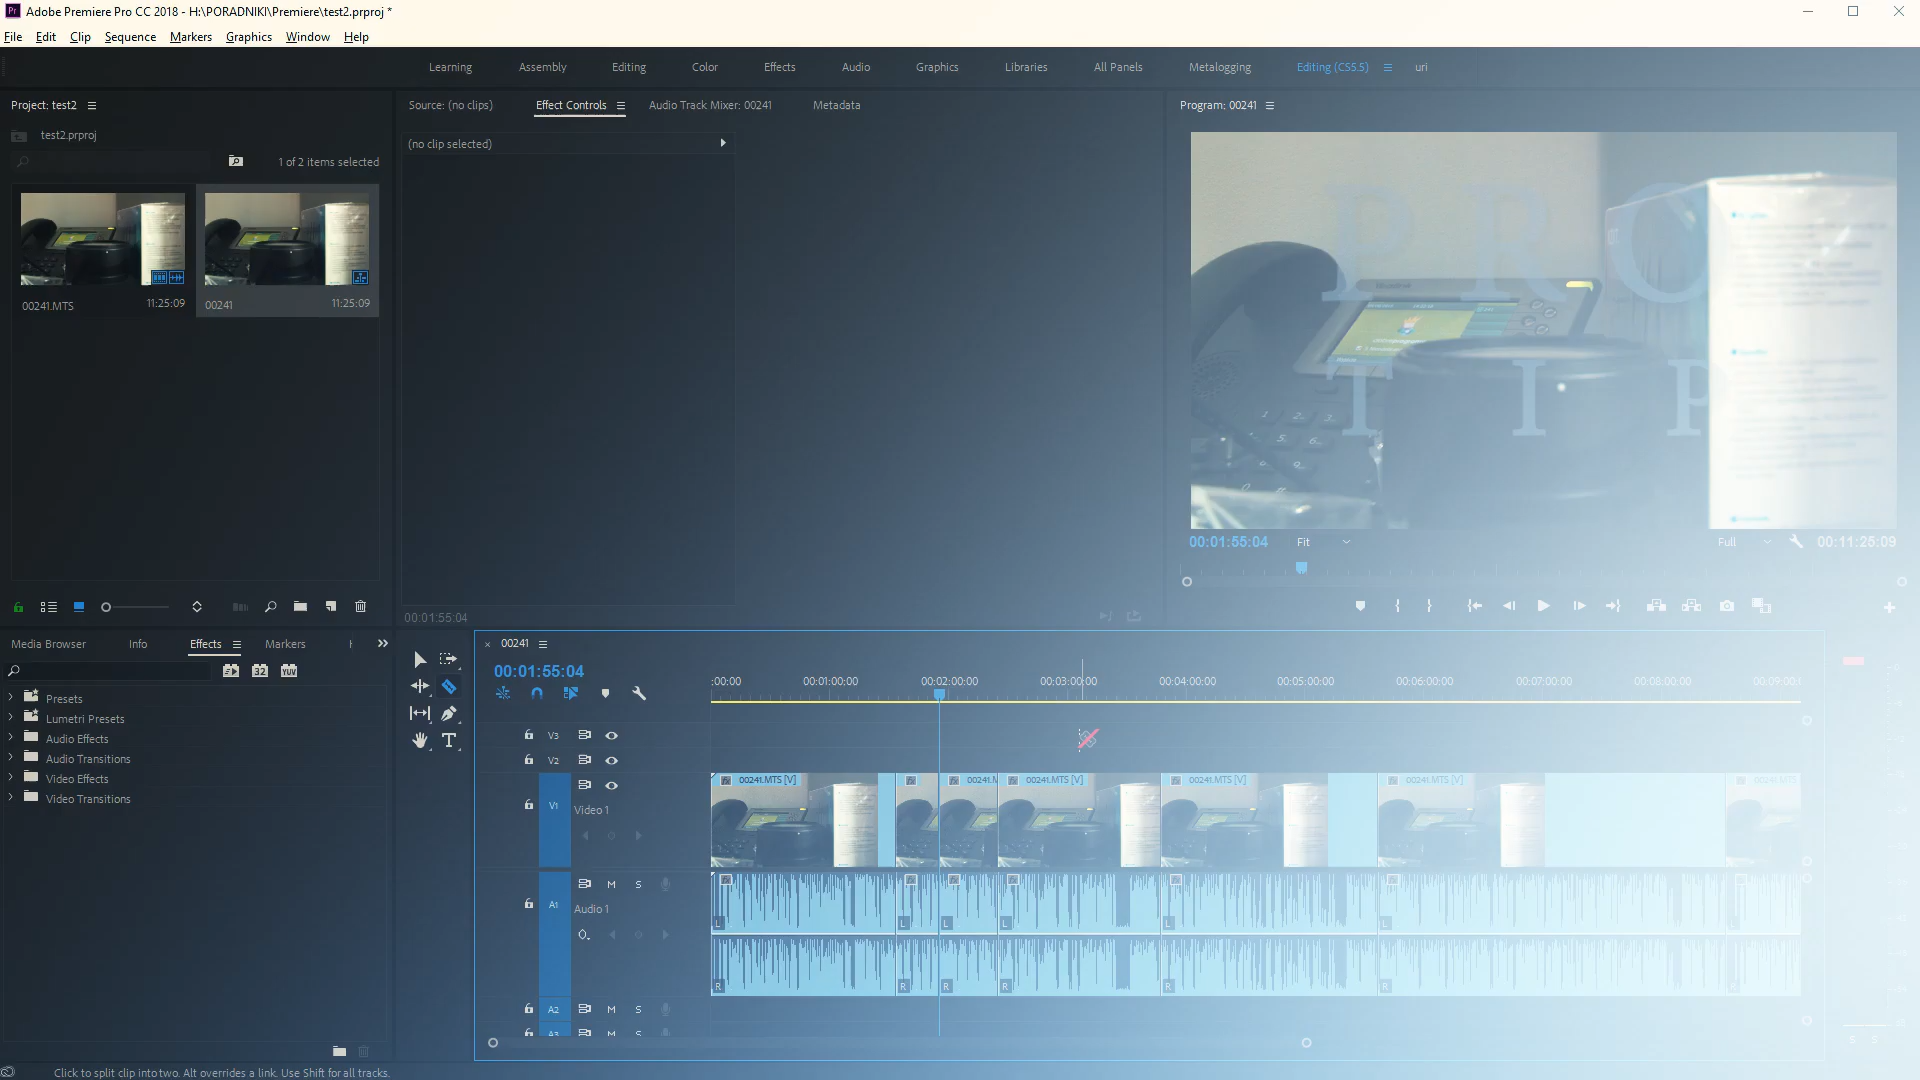 Adobe Premiere Pro CC 2018 - H:\PORADNIKI\Premiere\test2.prproj *
File Edit Clip Sequence Markers Graphics Window Help
Learning Assembly Editing Color Effects Audio Graphics Libraries All Panels Metalogging Editing (CS5.5) uri
Project: test2
Source: (no clips) Effect Controls Audio Track Mixer: 00241 Metadata
Program: 00241
test2.prproj
(no clip selected)
1 of 2 items selected
00241.MTS 11:25:09
00241 11:25:09
PRO
TIP
00:01:55:04 Fit Full 00:11:25:09
00:01:55:04
Media Browser Info Effects Markers
00241
00:01:55:04
32 YUV
:00:00 00:01:00:00 00:02:00:00 00:03:00:00 00:04:00:00 00:05:00:00 00:06:00:00 00:07:00:00 00:08:00:00 00:09:00:
Presets
Lumetri Presets
Audio Effects
Audio Transitions
Video Effects
Video Transitions
V3
V2
V1 Video 1
00241.MTS [V] 00241.M 00241.MTS [V] 00241.MTS [V] 00241.MTS [V] 00241.MTS
A1 M S
Audio 1
L L L L L L L
R R R R R R R
A2 M S
A3 M S
S S
Click to split clip into two. Alt overrides a link. Use Shift for all tracks.